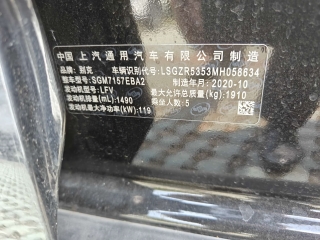 中国上汽通用汽车有限公司制造
品牌：别克 车辆识别代号：LSGZR5353MH058634
整车型号：SGM7157EBA2 制造年月：2020-10
发动机型号：LFV 最大允许总质量(kg)：1910
发动机排量(mL)：1490 乘坐人数：5
发动机最大净功率(kW)：119